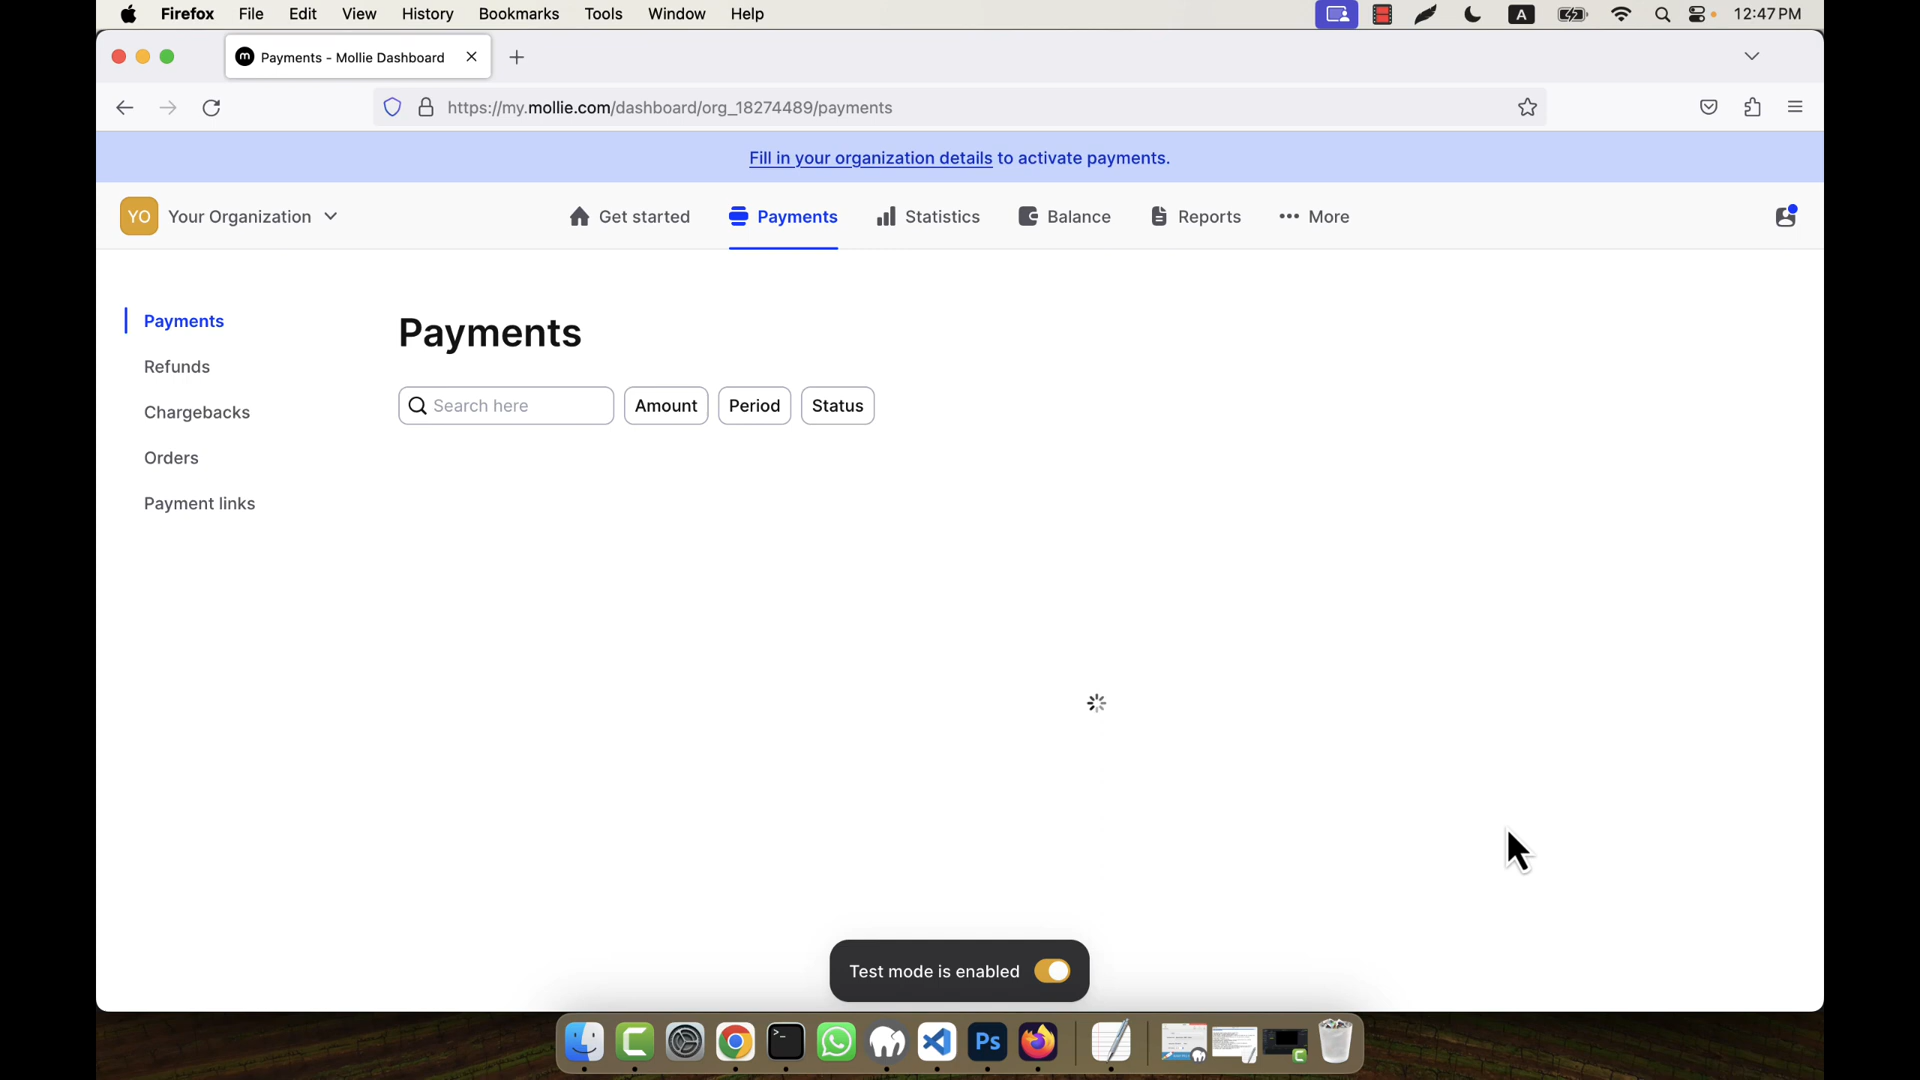 Firefox File Edit View History Bookmarks Tools Window Help A 12:47 PM
m Payments - Mollie Dashboard
https://my.mollie.com/dashboard/org_18274489/payments
Fill in your organization details to activate payments.
YO Your Organization Get started Payments Statistics Balance Reports More
Payments
Refunds
Chargebacks
Orders
Payment links
Payments
Search here Amount Period Status
Test mode is enabled
Ps